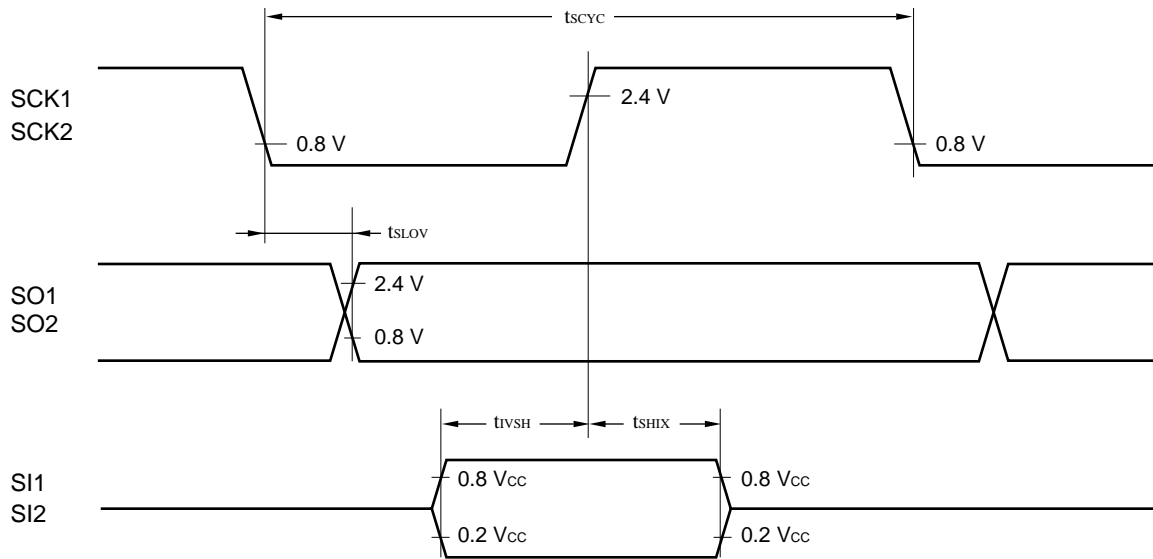 tSCYC
SCK1
SCK2
2.4 V
0.8 V
0.8 V
tSLOV
SO1
SO2
2.4 V
0.8 V
tIVSH
tSHIX
SI1
SI2
0.8 VCC
0.8 VCC
0.2 VCC
0.2 VCC